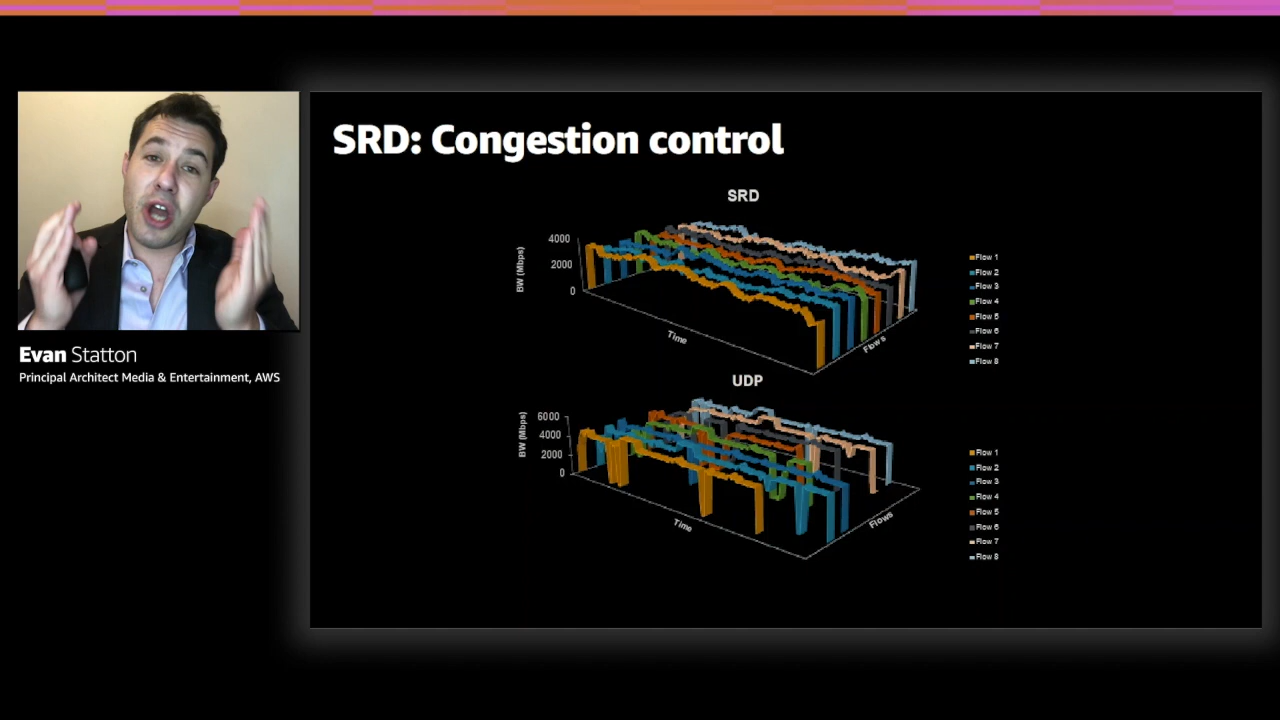 SRD: Congestion control
SRD
4000
2000
0
BW (Mbps)
Time
Flows
Flow 1
Flow 2
Flow 3
Flow 4
Flow 5
Flow 6
Flow 7
Flow 8
Evan Statton
Principal Architect Media & Entertainment, AWS
UDP
6000
4000
2000
0
BW (Mbps)
Time
Flows
Flow 1
Flow 2
Flow 3
Flow 4
Flow 5
Flow 6
Flow 7
Flow 8